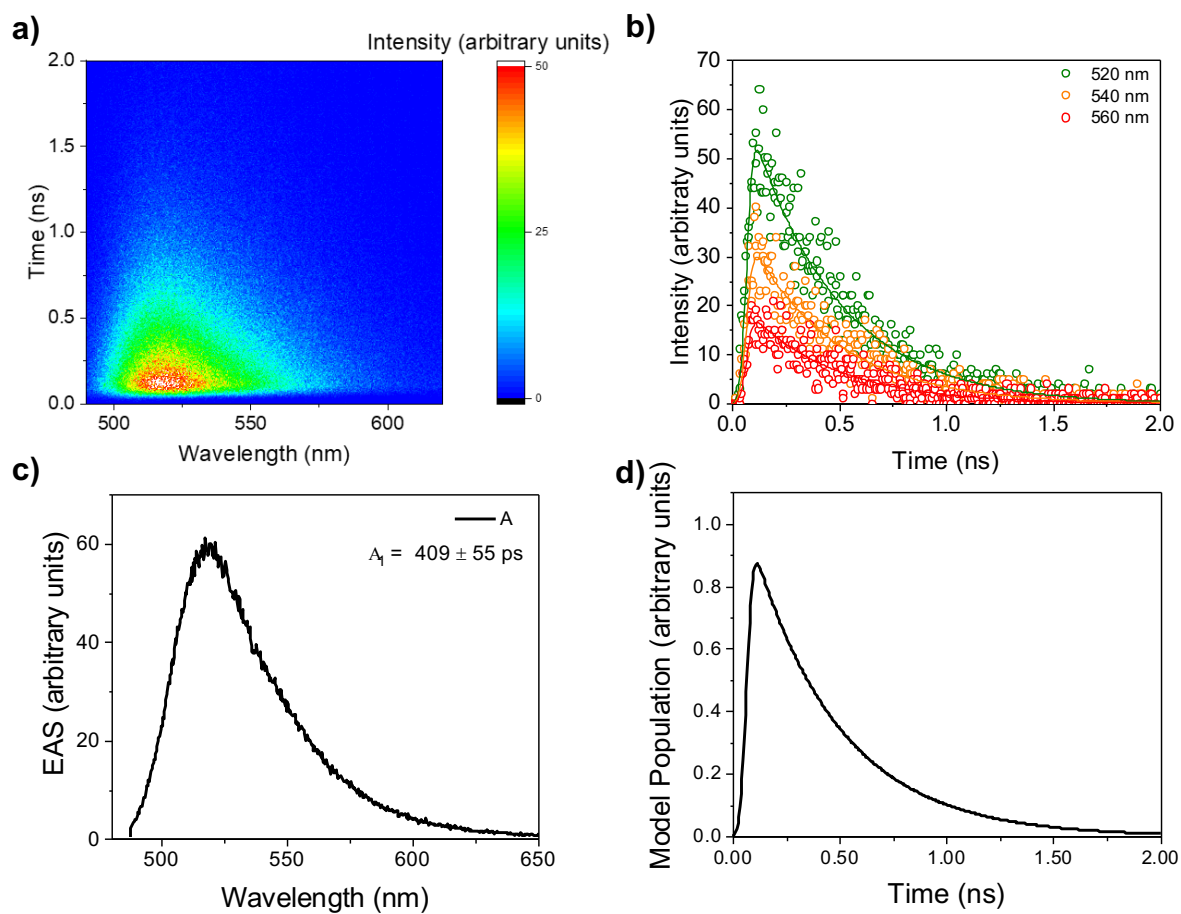 a)
Intensity (arbitrary units)
2.0
1.5
1.0
0.5
0.0
Time (ns)
500
550
600
Wavelength (nm)
50
25
0
b)
70
60
50
40
30
20
10
0
Intensity (arbitraty units)
520 nm
540 nm
560 nm
0.0
0.5
1.0
1.5
2.0
Time (ns)
c)
60
40
20
0
EAS (arbitrary units)
A
A₁ = 409 ± 55 ps
500
550
600
650
Wavelength (nm)
d)
1.0
0.8
0.6
0.4
0.2
0.0
Model Population (arbitrary units)
0.00
0.50
1.00
1.50
2.00
Time (ns)